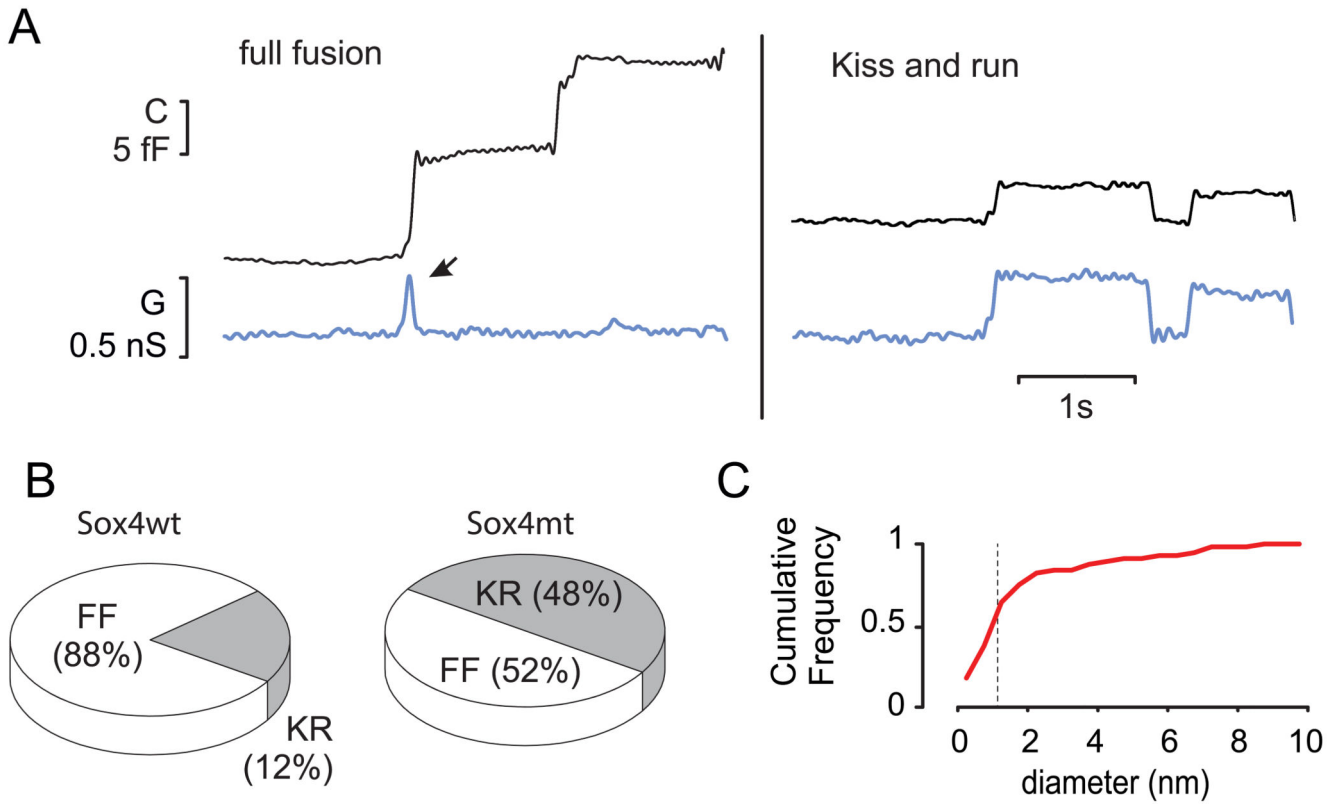 A
full fusion
Kiss and run
C
5 fF
G
0.5 nS
1s
B
Sox4wt
Sox4mt
FF
(88%)
KR
(12%)
KR (48%)
FF (52%)
C
Cumulative
Frequency
1
0.5
0
0 2 4 6 8 10
diameter (nm)